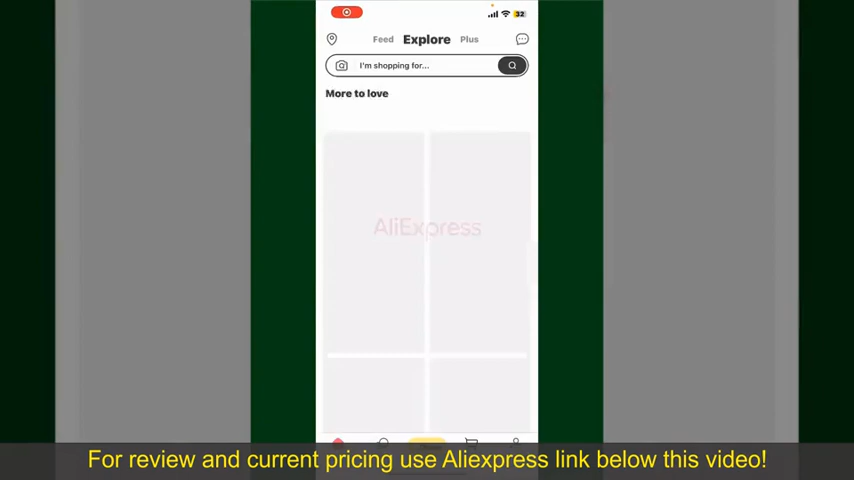 32
Feed Explore Plus
I'm shopping for...
More to love
AliExpress
For review and current pricing use Aliexpress link below this video!